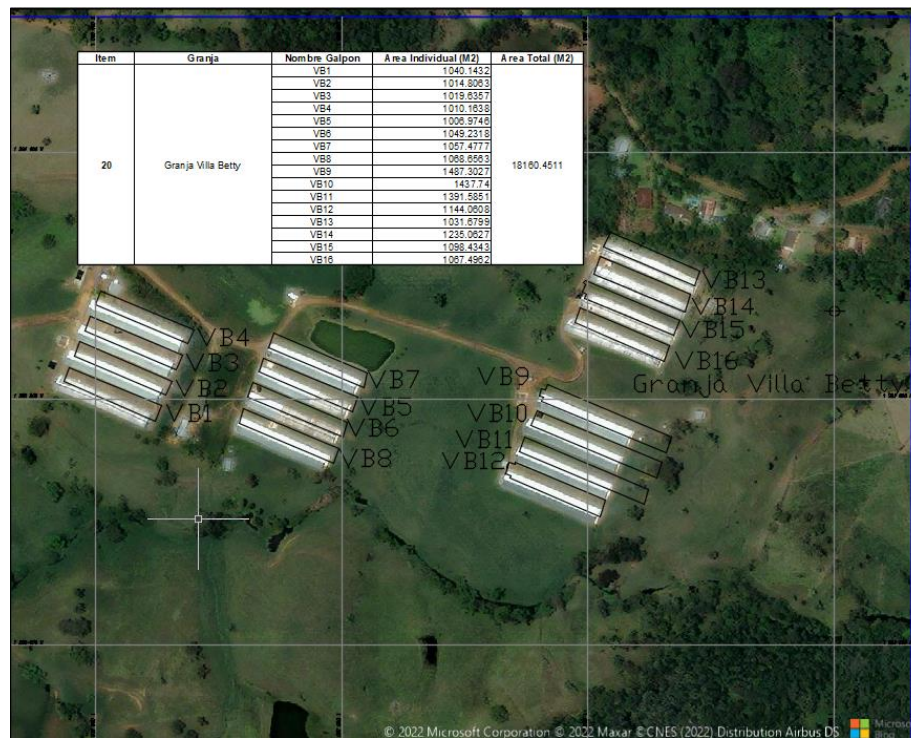 Item Granja Nombre Galpon Area Individual (M2) Area Total (M2)
20 Granja Villa Betty 18160.4511
VB1 1040.1432
VB2 1014.8063
VB3 1019.6357
VB4 1010.1638
VB5 1006.9746
VB6 1049.2318
VB7 1057.4777
VB8 1068.6563
VB9 1487.3027
VB10 1437.74
VB11 1391.5851
VB12 1144.0608
VB13 1031.6799
VB14 1235.0627
VB15 1098.4343
VB16 1067.4962
VB13
VB14
VB15
VB16
Granja Villa Betty
VB4
VB3
VB2
VB1
VB7
VB5
VB6
VB8
VB9
VB10
VB11
VB12
© 2022 Microsoft Corporation © 2022 Maxar ©CNES (2022) Distribution Airbus DS